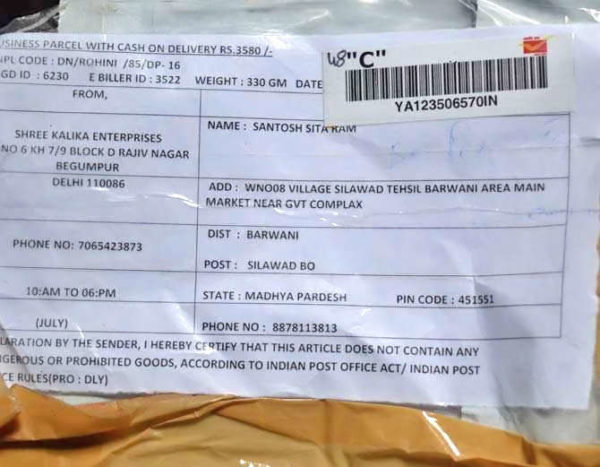 USINESS PARCEL WITH CASH ON DELIVERY RS.3580 /-
NPL CODE : DN/ROHINI /85/DP- 16
GD ID : 6230 E BILLER ID : 3522 WEIGHT : 330 GM DATE
48 "C"
YA123506570IN
FROM,
SHREE KALIKA ENTERPRISES
NO 6 KH 7/9 BLOCK D RAJIV NAGAR
BEGUMPUR
DELHI 110086
PHONE NO: 7065423873
10:AM TO 06:PM
(JULY)
NAME : SANTOSH SITA RAM
ADD : WNO08 VILLAGE SILAWAD TEHSIL BARWANI AREA MAIN
MARKET NEAR GVT COMPLAX
DIST : BARWANI
POST : SILAWAD BO
STATE : MADHYA PARDESH PIN CODE : 451551
PHONE NO : 8878113813
LARATION BY THE SENDER, I HEREBY CERTIFY THAT THIS ARTICLE DOES NOT CONTAIN ANY
GEROUS OR PROHIBITED GOODS, ACCORDING TO INDIAN POST OFFICE ACT/ INDIAN POST
CE RULES(PRO : DLY)